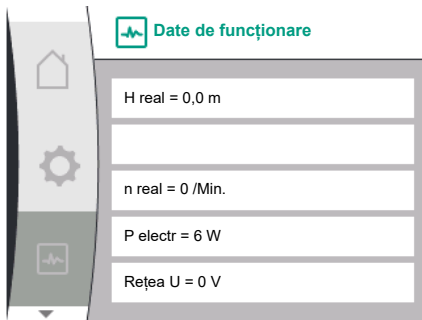 Date de funcționare
H real = 0,0 m
n real = 0 /Min.
P electr = 6 W
Rețea U = 0 V